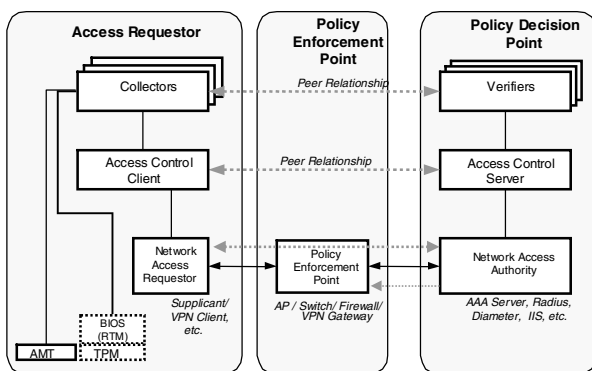 Access Requestor
Policy
Enforcement
Point
Policy Decision
Point
Collectors
Peer Relationship
Verifiers
Access Control
Client
Peer Relationship
Access Control
Server
Network
Access
Requestor
Policy
Enforcement
Point
Network Access
Authority
Supplicant/
VPN Client,
etc.
AP / Switch/ Firewall/
VPN Gateway
AAA Server, Radius,
Diameter, IIS, etc.
BIOS
(RTM)
AMT
TPM